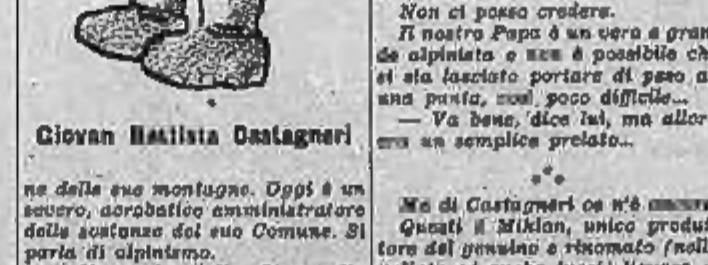 Giovan Battista Castagneri
ne delle sue montagne. Oggi è un
severo, acrobatico amministratore
delle sostanze del suo Comune. Si
parla di alpinismo.
Non ci posso credere.
Il nostro Papa è un vero e gran-
de alpinista e non è possibile ch
si sia lasciato portare di peso a
una punta, così poco difficile...
— Va bene, dice lui, ma allor
era un semplice prelato...
Ma di Castagneri ce n'è ancora
Questi il Miklan, unico produt
tore del genuino e rinomato (nell